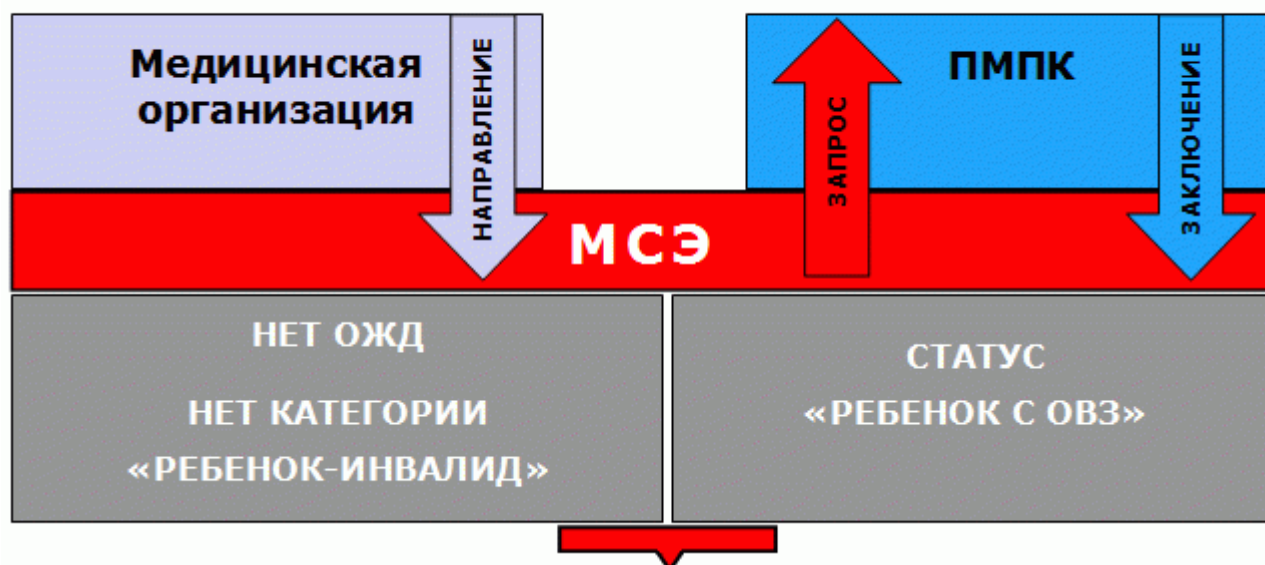 Медицинская
организация
НАПРАВЛЕНИЕ
ЗАПРОС
ПМПК
ЗАКЛЮЧЕНИЕ
МСЭ
НЕТ ОЖД
НЕТ КАТЕГОРИИ
«РЕБЕНОК-ИНВАЛИД»
СТАТУС
«РЕБЕНОК С ОВЗ»